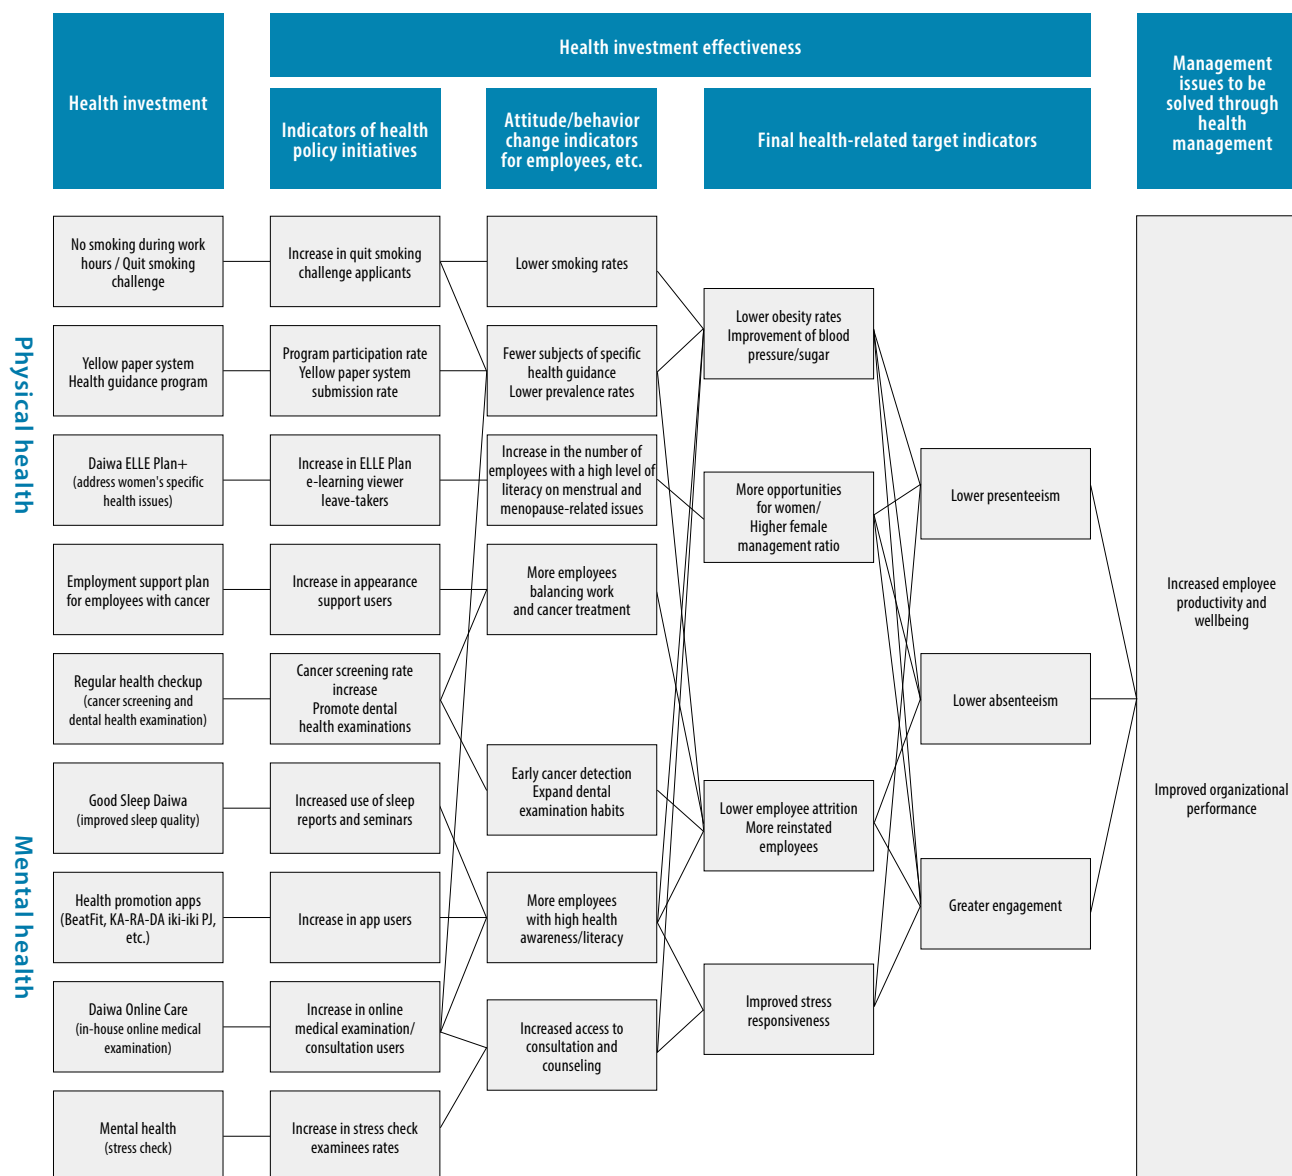 Health investment
Health investment effectiveness
Management
issues to be
solved through
health
management
Indicators of health
policy initiatives
Attitude/behavior
change indicators
for employees, etc.
Final health-related target indicators
Physical health
Mental health
No smoking during work
hours / Quit smoking
challenge
Yellow paper system
Health guidance program
Daiwa ELLE Plan+
(address women's specific
health issues)
Employment support plan
for employees with cancer
Regular health checkup
(cancer screening and
dental health examination)
Good Sleep Daiwa
(improved sleep quality)
Health promotion apps
(BeatFit, KA-RA-DA iki-iki PJ,
etc.)
Daiwa Online Care
(in-house online medical
examination)
Mental health
(stress check)
Increase in quit smoking
challenge applicants
Program participation rate
Yellow paper system
submission rate
Increase in ELLE Plan
e-learning viewer
leave-takers
Increase in appearance
support users
Cancer screening rate
increase
Promote dental
health examinations
Increased use of sleep
reports and seminars
Increase in app users
Increase in online
medical examination/
consultation users
Increase in stress check
examinees rates
Lower smoking rates
Fewer subjects of specific
health guidance
Lower prevalence rates
Increase in the number of
employees with a high level of
literacy on menstrual and
menopause-related issues
More employees
balancing work
and cancer treatment
Early cancer detection
Expand dental
examination habits
More employees
with high health
awareness/literacy
Increased access to
consultation and
counseling
Lower obesity rates
Improvement of blood
pressure/sugar
More opportunities
for women/
Higher female
management ratio
Lower employee attrition
More reinstated
employees
Improved stress
responsiveness
Lower presenteeism
Lower absenteeism
Greater engagement
Increased employee
productivity and
wellbeing
Improved organizational
performance